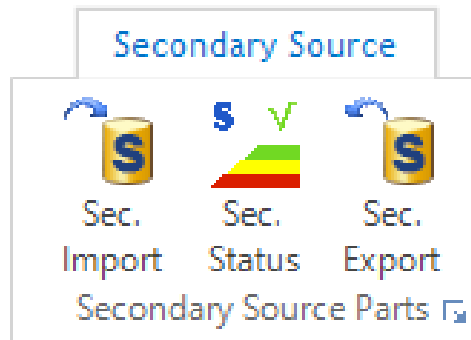 Secondary Source
S
S
S
Sec. Import
Sec. Status
Sec. Export
Secondary Source Parts